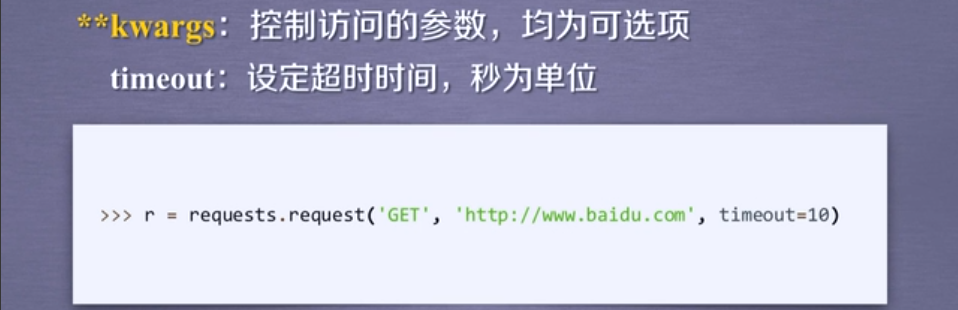 **kwargs：控制访问的参数，均为可选项
timeout：设定超时时间，秒为单位
>>> r = requests.request('GET', 'http://www.baidu.com', timeout=10)